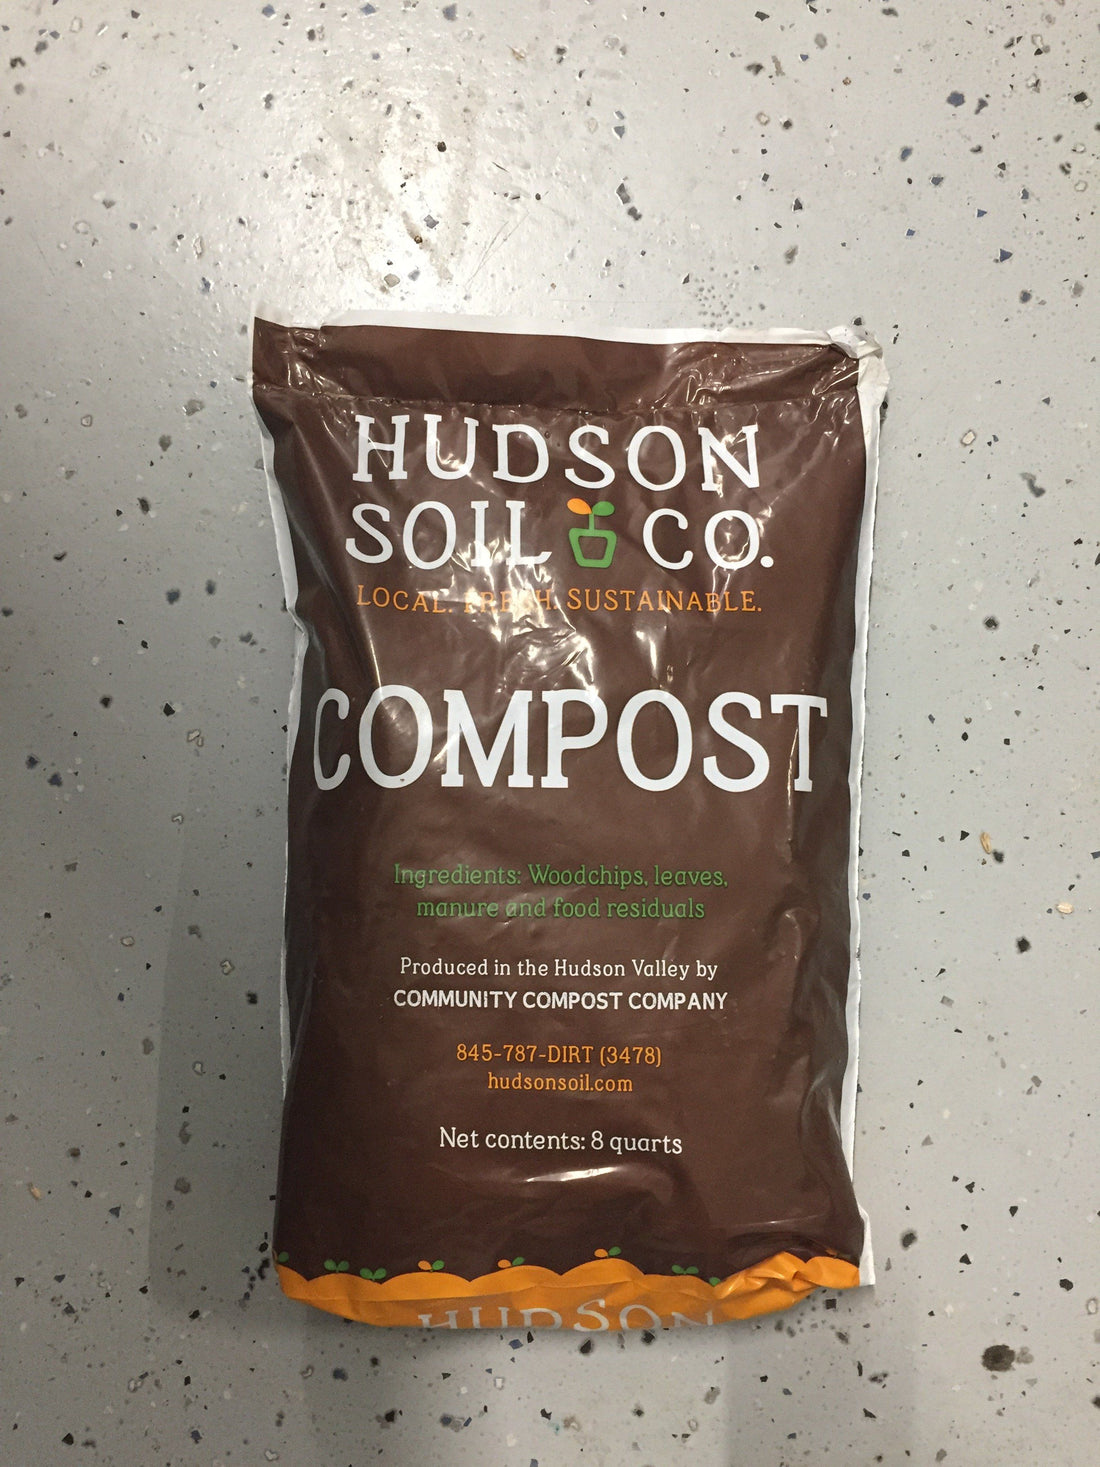 HUDSON
SOIL CO.
LOCAL. FRESH. SUSTAINABLE.
COMPOST
Ingredients: Woodchips, leaves,
manure and food residuals
Produced in the Hudson Valley by
COMMUNITY COMPOST COMPANY
845-787-DIRT (3478)
hudsonsoil.com
Net contents: 8 quarts
HUDSON